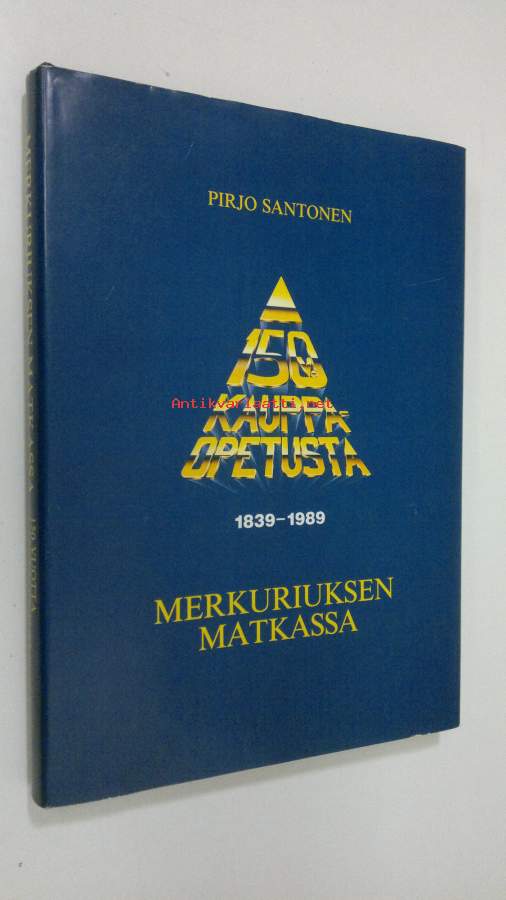 PIRJO SANTONEN
150 V.
KAUPPA-
OPETUSTA
Antikvariaatti.net
1839-1989
MERKURIUKSEN
MATKASSA
MERKURIUKSEN MATKASSA 150 VUOTTA